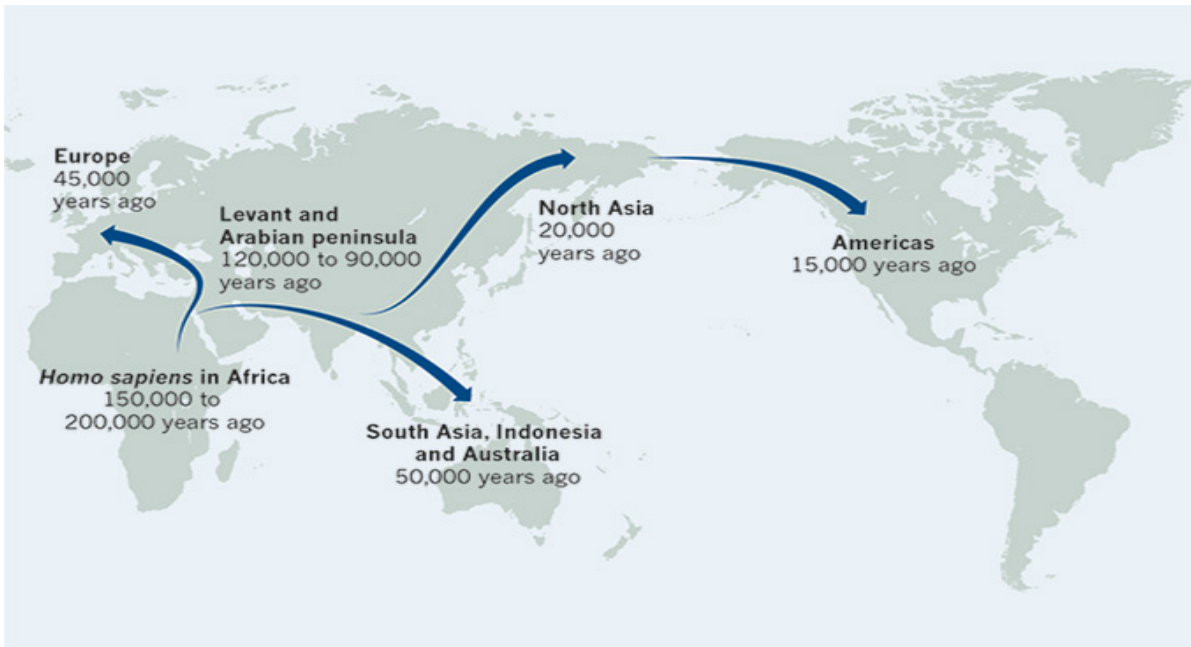 Europe
45,000
years ago
Levant and
Arabian peninsula
120,000 to 90,000
years ago
North Asia
20,000
years ago
Americas
15,000 years ago
Homo sapiens in Africa
150,000 to
200,000 years ago
South Asia, Indonesia
and Australia
50,000 years ago